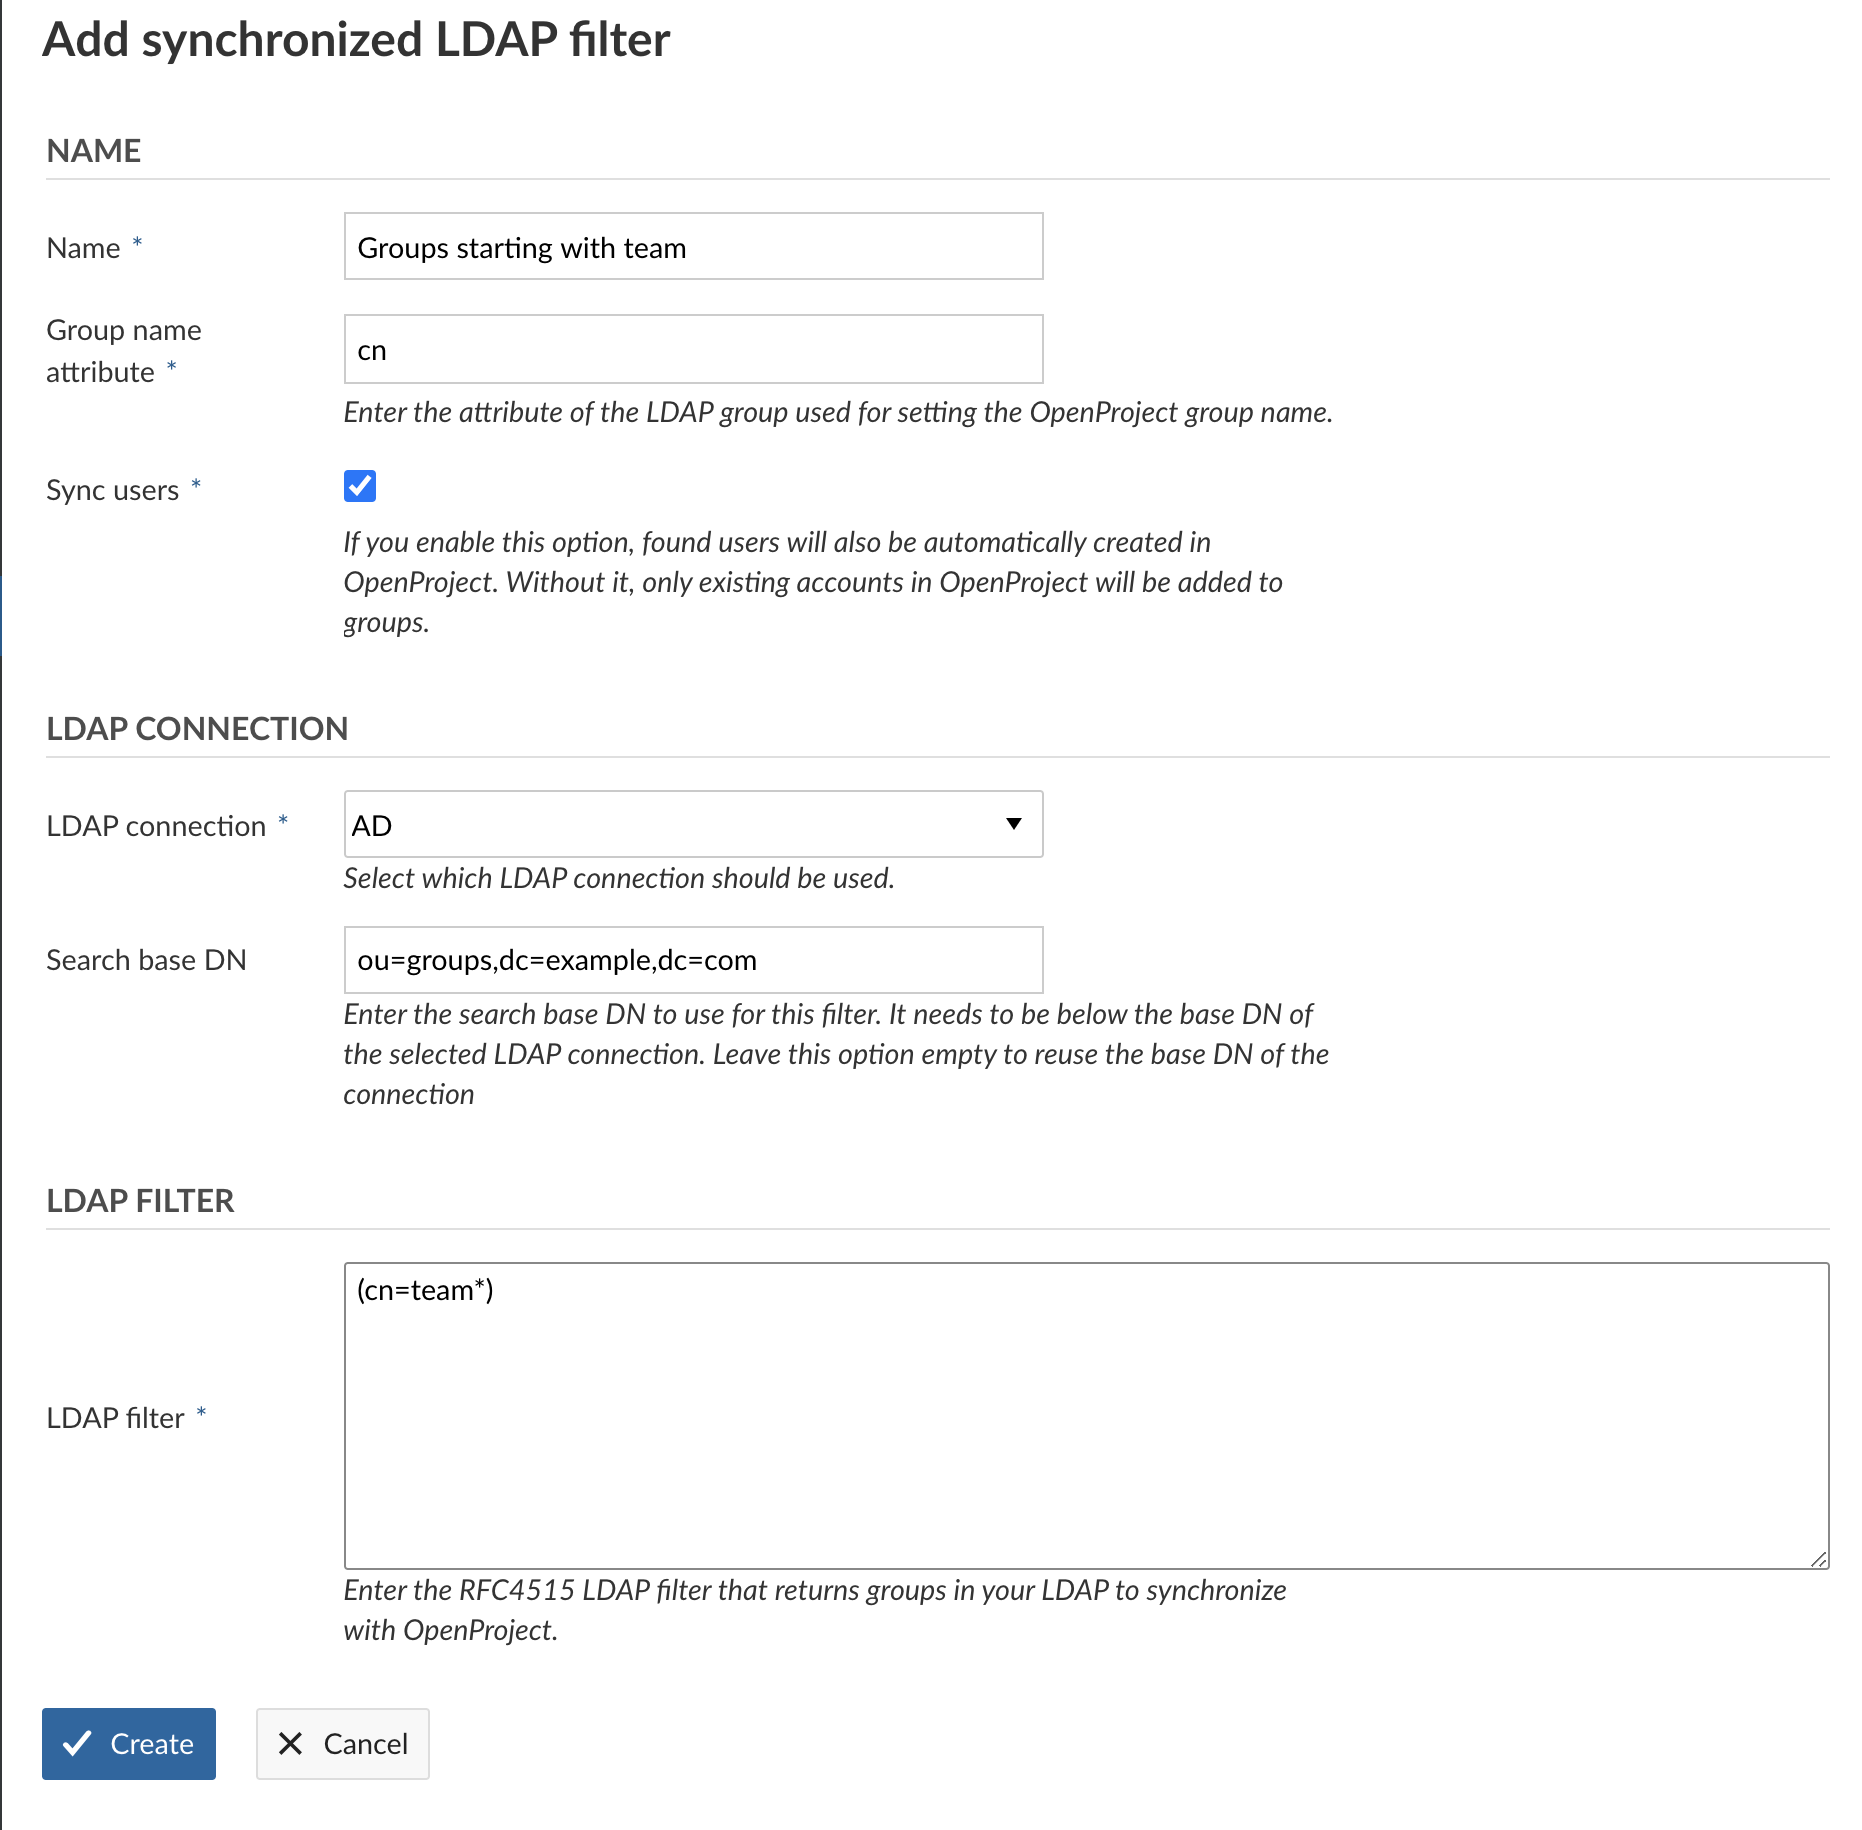 Add synchronized LDAP filter
NAME
Name *
Groups starting with team
Group name
attribute *
cn
Enter the attribute of the LDAP group used for setting the OpenProject group name.
Sync users *
If you enable this option, found users will also be automatically created in
OpenProject. Without it, only existing accounts in OpenProject will be added to
groups.
LDAP CONNECTION
LDAP connection *
AD
Select which LDAP connection should be used.
Search base DN
ou=groups,dc=example,dc=com
Enter the search base DN to use for this filter. It needs to be below the base DN of
the selected LDAP connection. Leave this option empty to reuse the base DN of the
connection
LDAP FILTER
LDAP filter *
(cn=team*)
Enter the RFC4515 LDAP filter that returns groups in your LDAP to synchronize
with OpenProject.
Create
Cancel